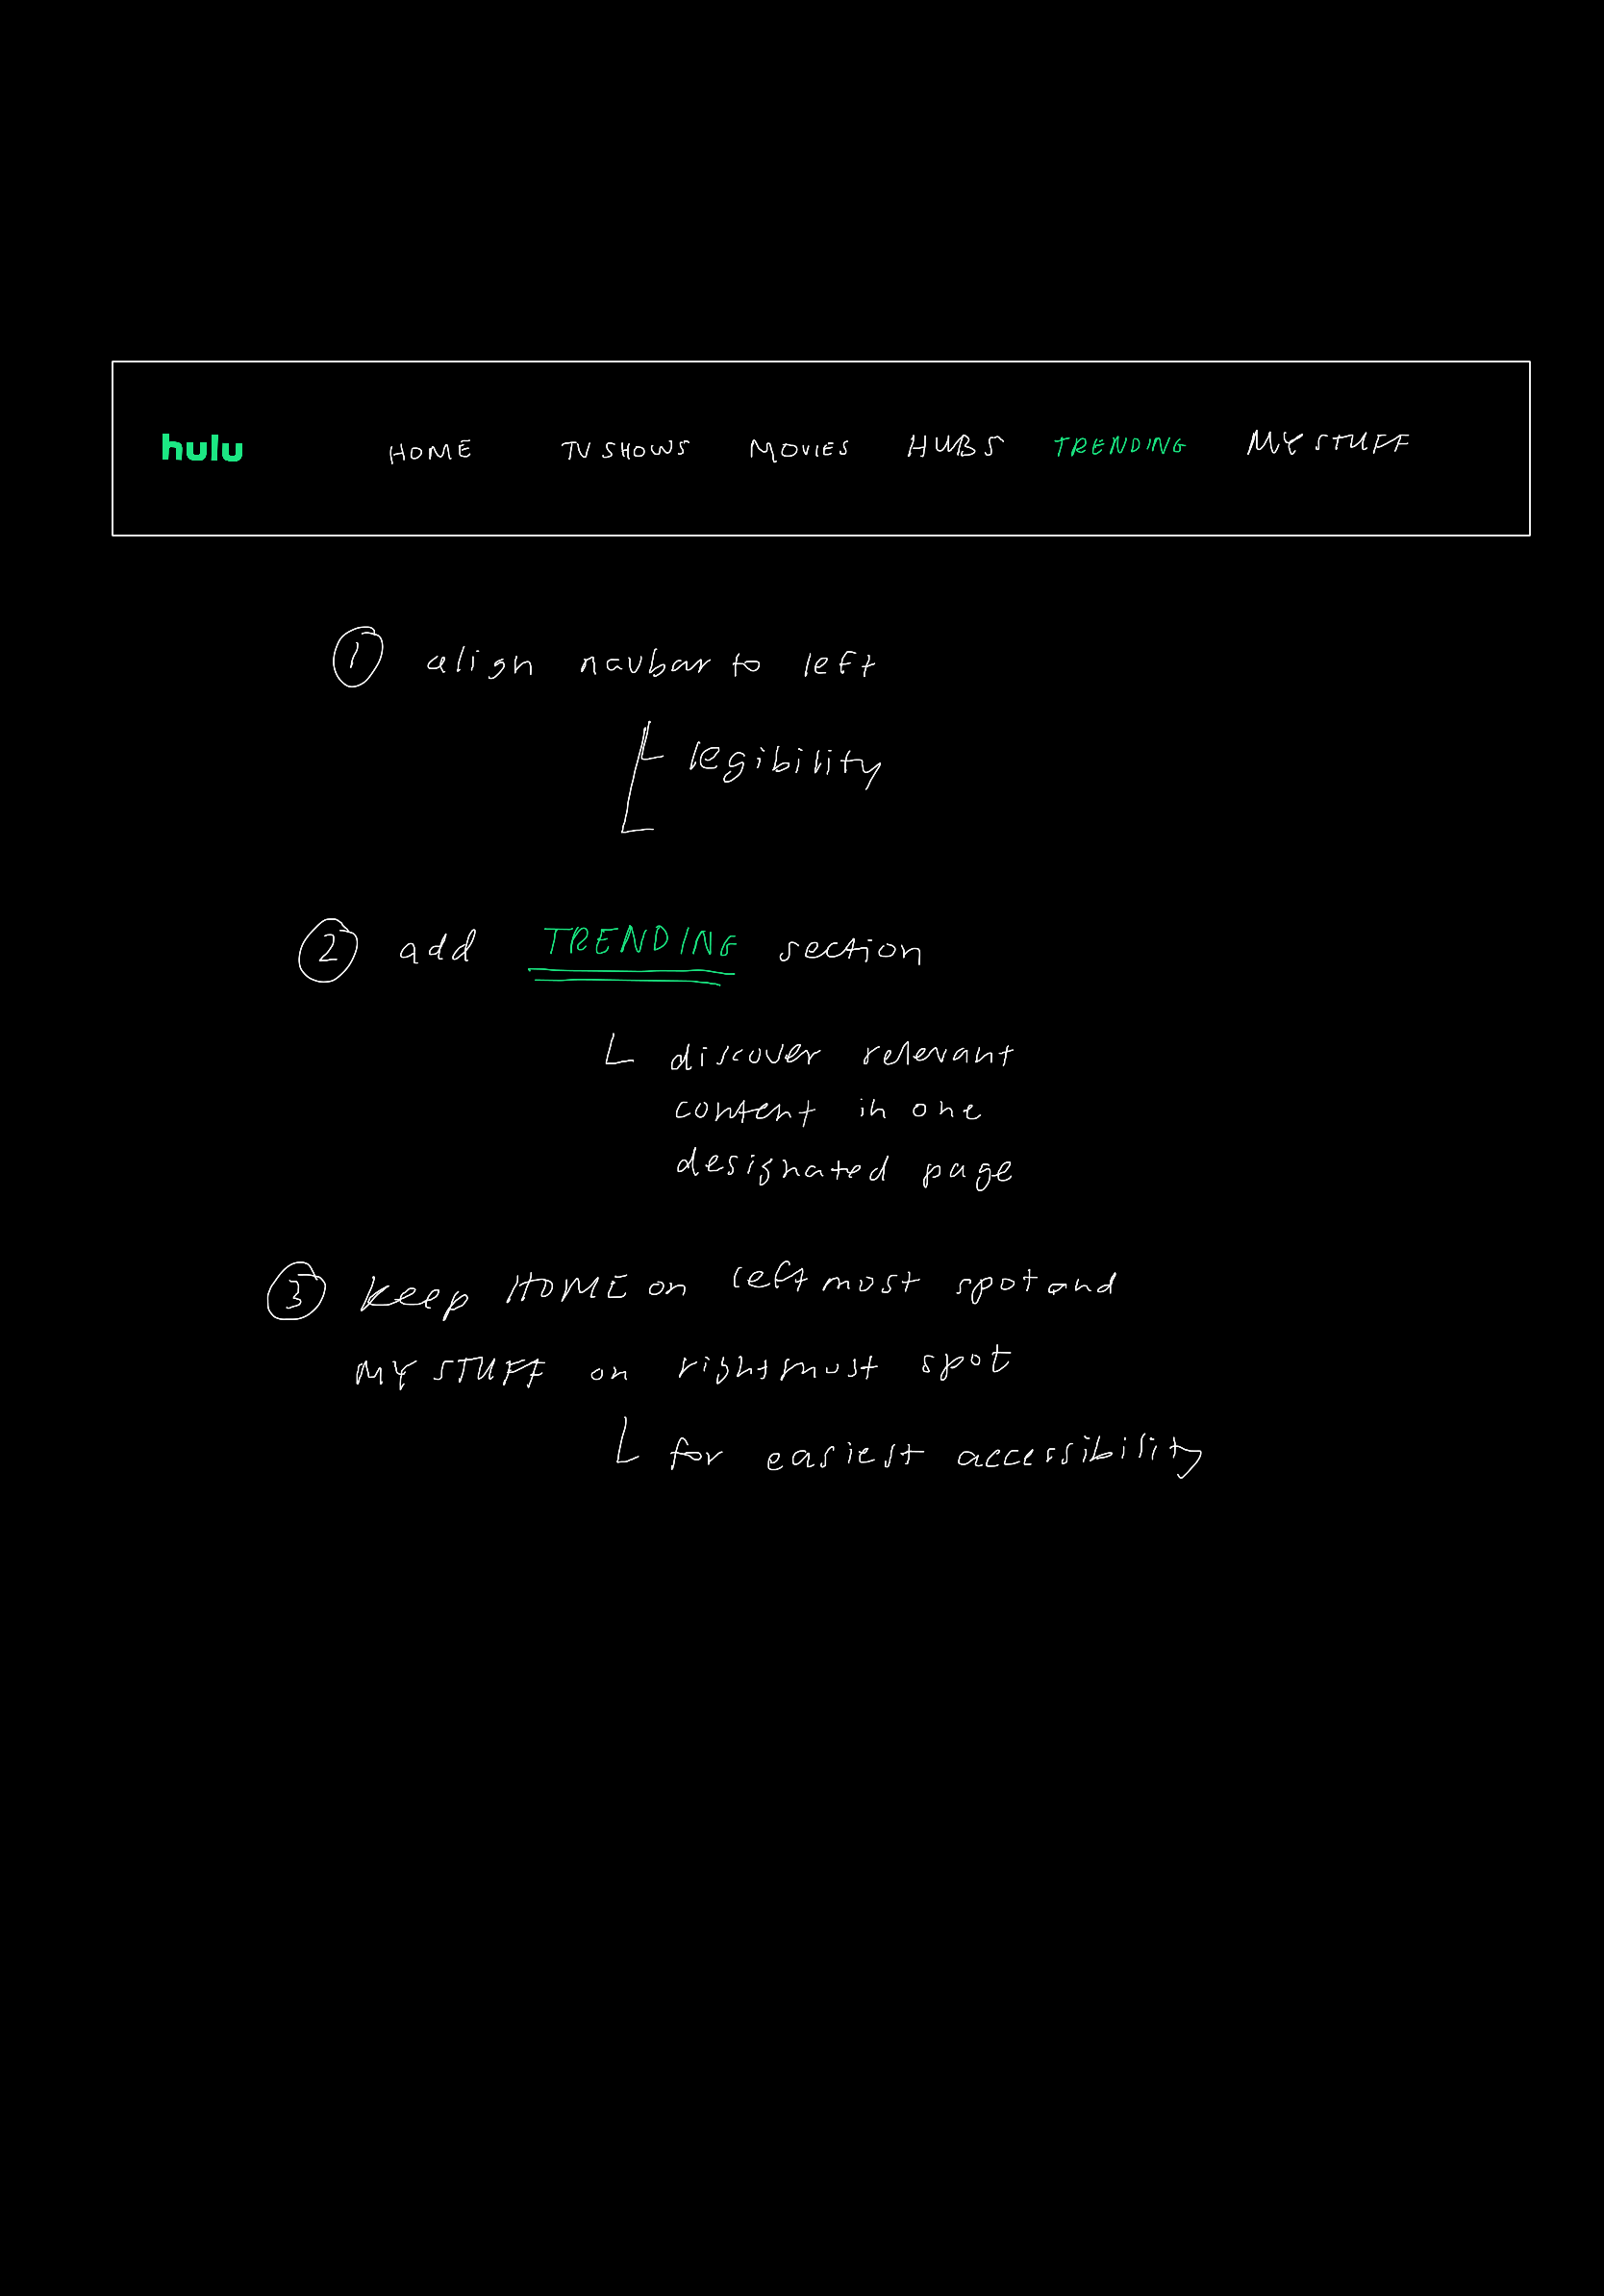 hulu HOME TV SHOWS MOVIES HUBS TRENDING MY STUFF
1 align navbar to left
legibility
2 add TRENDING section
discover relevant
content in one
designated page
3 keep HOME on leftmost spot and
MY STUFF on rightmost spot
for easiest accessibility